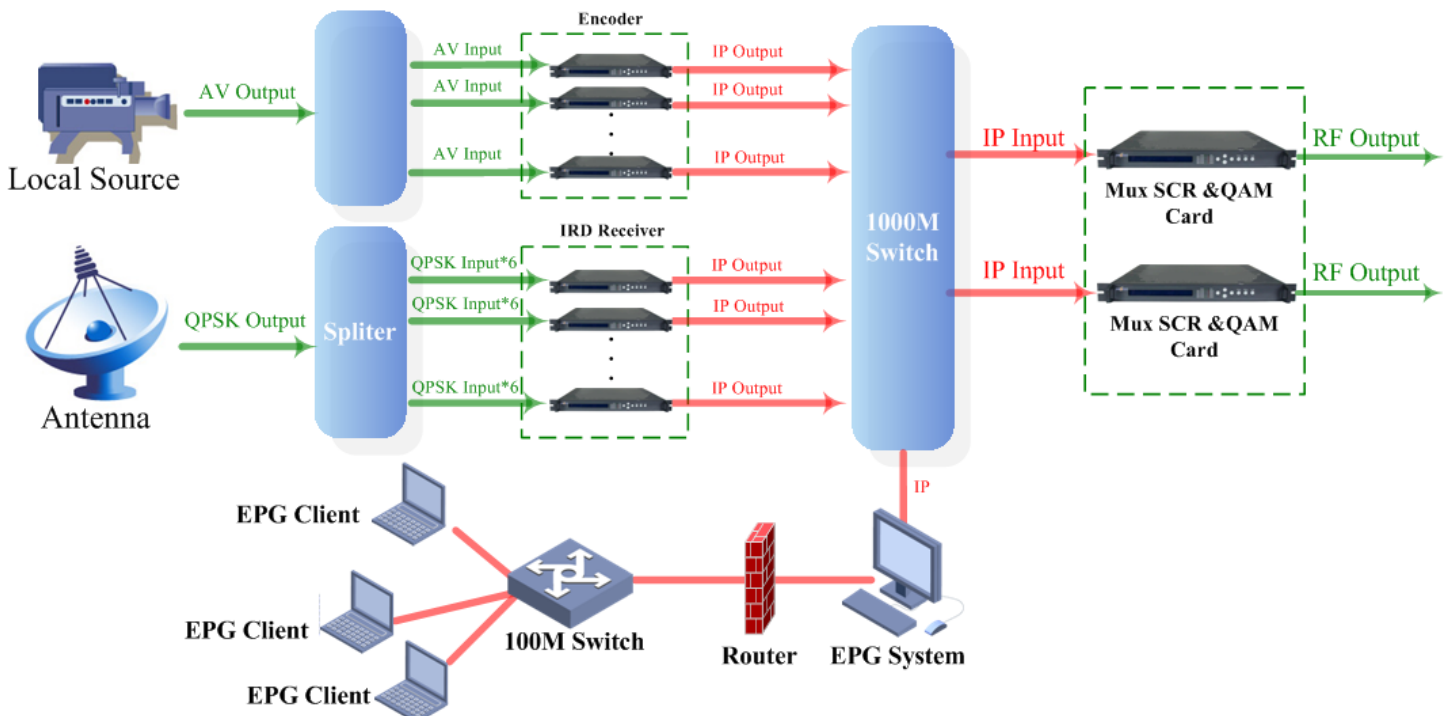 Encoder
AV Input
IP Output
AV Input
IP Output
AV Output
AV Input
IP Output
Local Source
IP Input
RF Output
Mux SCR &QAM
Card
1000M
Switch
IRD Receiver
QPSK Input*6
IP Output
IP Input
RF Output
QPSK Input*6
IP Output
QPSK Output
Spliter
Mux SCR &QAM
Card
QPSK Input*6
IP Output
Antenna
IP
EPG Client
EPG Client
100M Switch
Router
EPG System
EPG Client